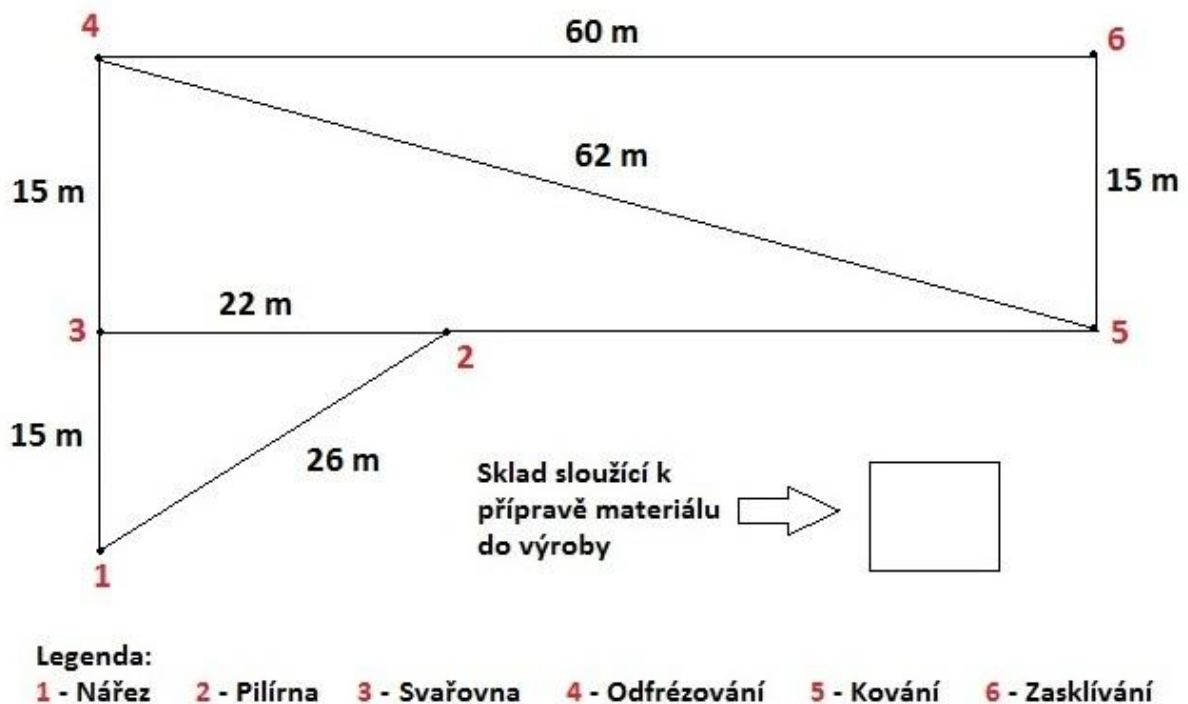 4
60 m
6
62 m
15 m
15 m
22 m
3
2
5
15 m
26 m
Sklad sloužící k
přípravě materiálu
do výroby
1
Legenda:
1 - Nářez 2 - Pilírna 3 - Svařovna 4 - Odfrézování 5 - Kování 6 - Zasklívání